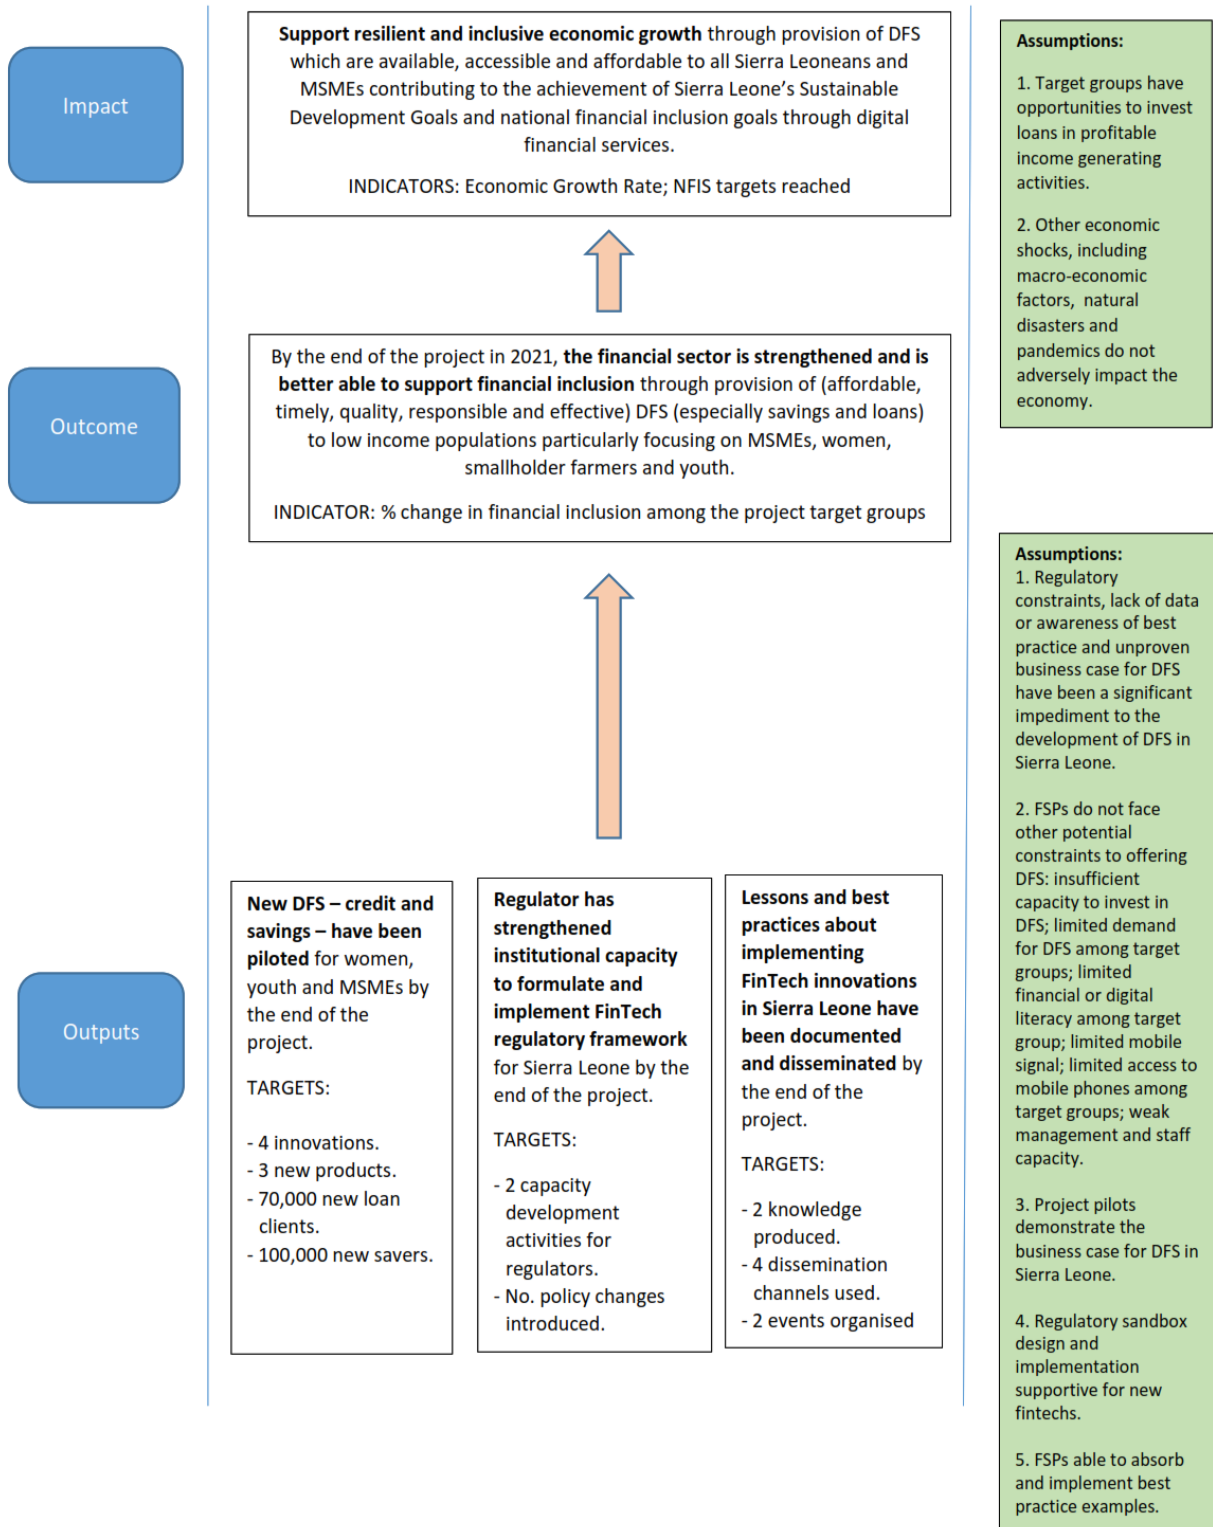 Impact
Support resilient and inclusive economic growth through provision of DFS
which are available, accessible and affordable to all Sierra Leoneans and
MSMEs contributing to the achievement of Sierra Leone's Sustainable
Development Goals and national financial inclusion goals through digital
financial services.
INDICATORS: Economic Growth Rate; NFIS targets reached
Assumptions:
1. Target groups have
opportunities to invest
loans in profitable
income generating
activities.
2. Other economic
shocks, including
macro-economic
factors, natural
disasters and
pandemics do not
adversely impact the
economy.
Outcome
By the end of the project in 2021, the financial sector is strengthened and is
better able to support financial inclusion through provision of (affordable,
timely, quality, responsible and effective) DFS (especially savings and loans)
to low income populations particularly focusing on MSMEs, women,
smallholder farmers and youth.
INDICATOR: % change in financial inclusion among the project target groups
Outputs
New DFS – credit and
savings – have been
piloted for women,
youth and MSMEs by
the end of the
project.
TARGETS:
- 4 innovations.
- 3 new products.
- 70,000 new loan
clients.
- 100,000 new savers.
Regulator has
strengthened
institutional capacity
to formulate and
implement FinTech
regulatory framework
for Sierra Leone by the
end of the project.
TARGETS:
- 2 capacity
development
activities for
regulators.
- No. policy changes
introduced.
Lessons and best
practices about
implementing
FinTech innovations
in Sierra Leone have
been documented
and disseminated by
the end of the
project.
TARGETS:
- 2 knowledge
produced.
- 4 dissemination
channels used.
- 2 events organised
Assumptions:
1. Regulatory
constraints, lack of data
or awareness of best
practice and unproven
business case for DFS
have been a significant
impediment to the
development of DFS in
Sierra Leone.
2. FSPs do not face
other potential
constraints to offering
DFS: insufficient
capacity to invest in
DFS; limited demand
for DFS among target
groups; limited
financial or digital
literacy among target
group; limited mobile
signal; limited access to
mobile phones among
target groups; weak
management and staff
capacity.
3. Project pilots
demonstrate the
business case for DFS in
Sierra Leone.
4. Regulatory sandbox
design and
implementation
supportive for new
fintechs.
5. FSPs able to absorb
and implement best
practice examples.